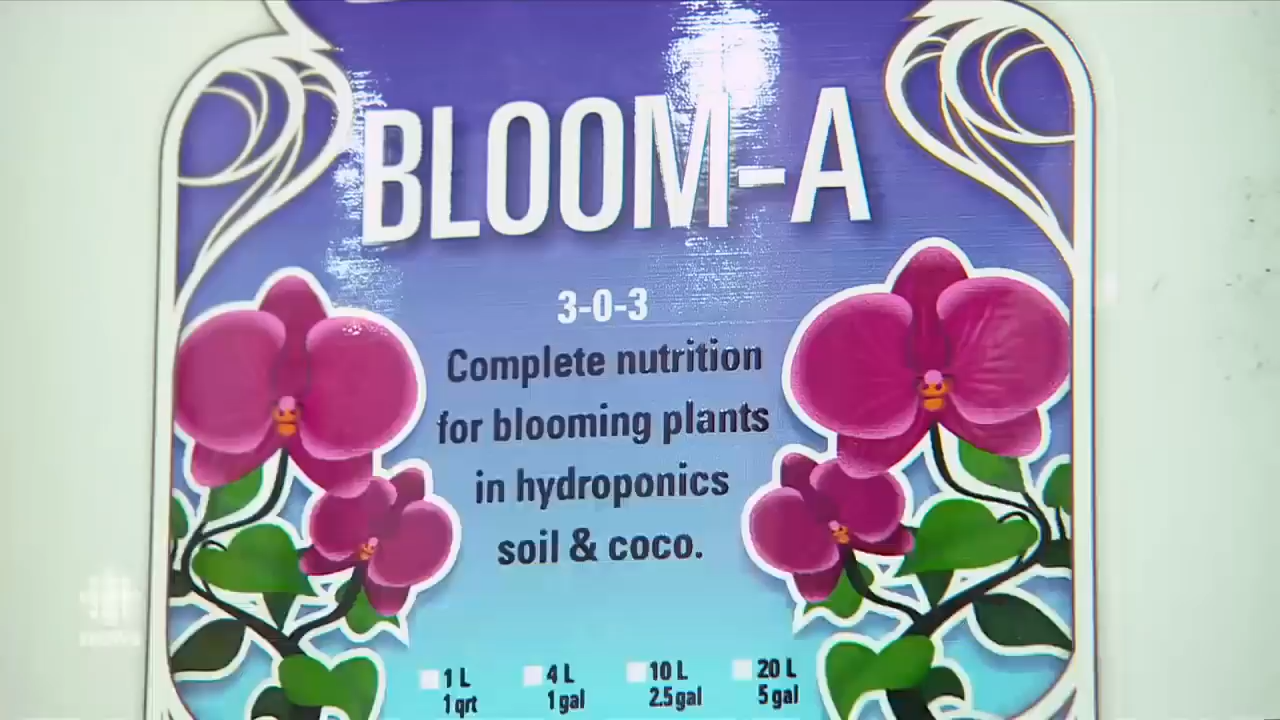 BLOOM-A
3-0-3
Complete nutrition
for blooming plants
in hydroponics
soil & coco.
1 L 4 L 10 L 20 L
1 qrt 1 gal 2.5 gal 5 gal
news